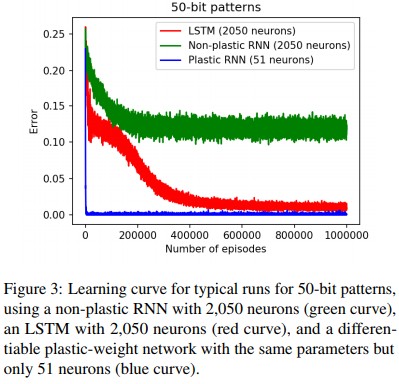 50-bit patterns
LSTM (2050 neurons)
Non-plastic RNN (2050 neurons)
Plastic RNN (51 neurons)
0.25
0.20
0.15
0.10
0.05
0.00
Error
0
200000
400000
600000
800000
1000000
Number of episodes
Figure 3: Learning curve for typical runs for 50-bit patterns,
using a non-plastic RNN with 2,050 neurons (green curve),
an LSTM with 2,050 neurons (red curve), and a differen-
tiable plastic-weight network with the same parameters but
only 51 neurons (blue curve).